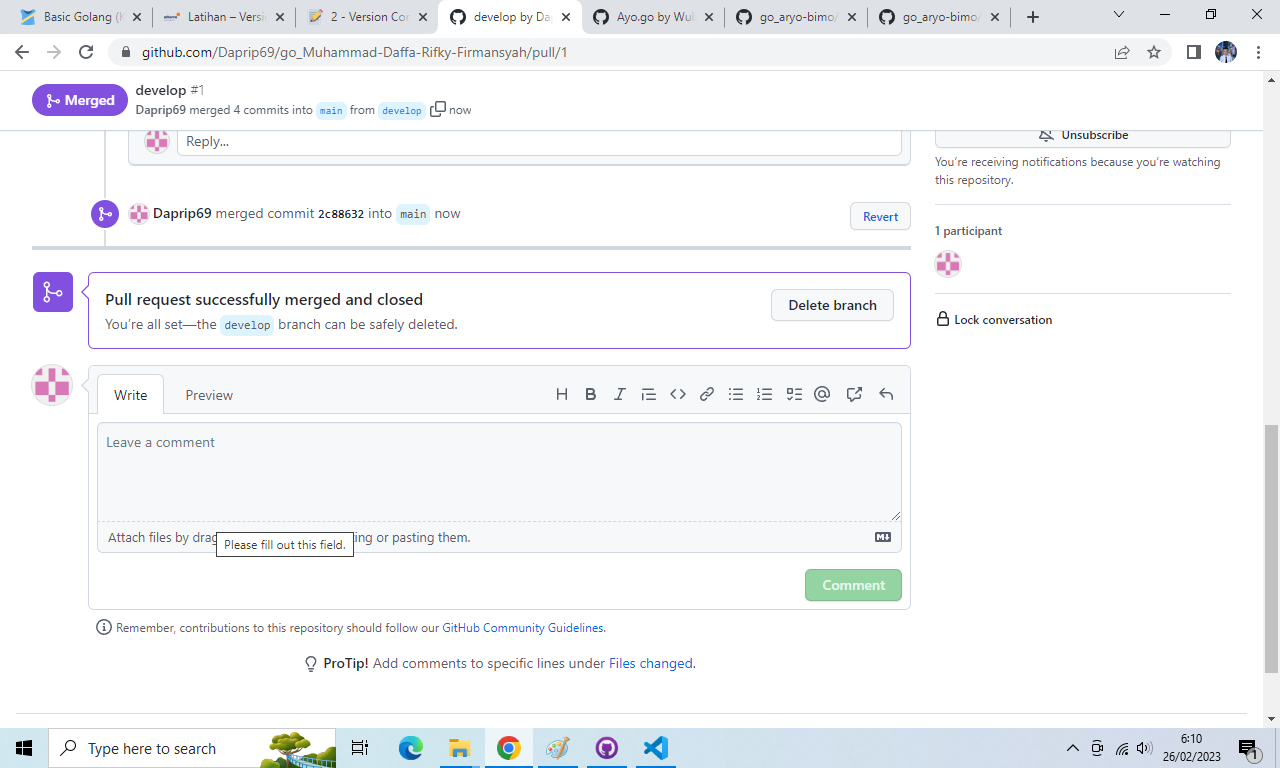 Basic Golang (K
Latihan – Versi
2 - Version Cor
develop by Dap
Ayo.go by Wul
go_aryo-bimo/
go_aryo-bimo/
github.com/Daprip69/go_Muhammad-Daffa-Rifky-Firmansyah/pull/1
Merged
develop #1
Daprip69 merged 4 commits into main from develop now
Reply...
Unsubscribe
You're receiving notifications because you're watching
this repository.
Daprip69 merged commit 2c88632 into main now
Revert
1 participant
Pull request successfully merged and closed
You're all set—the develop branch can be safely deleted.
Delete branch
Lock conversation
Write
Preview
Leave a comment
Attach files by drag
ing or pasting them.
Please fill out this field.
Comment
Remember, contributions to this repository should follow our GitHub Community Guidelines.
ProTip! Add comments to specific lines under Files changed.
Type here to search
6:10
26/02/2023
1